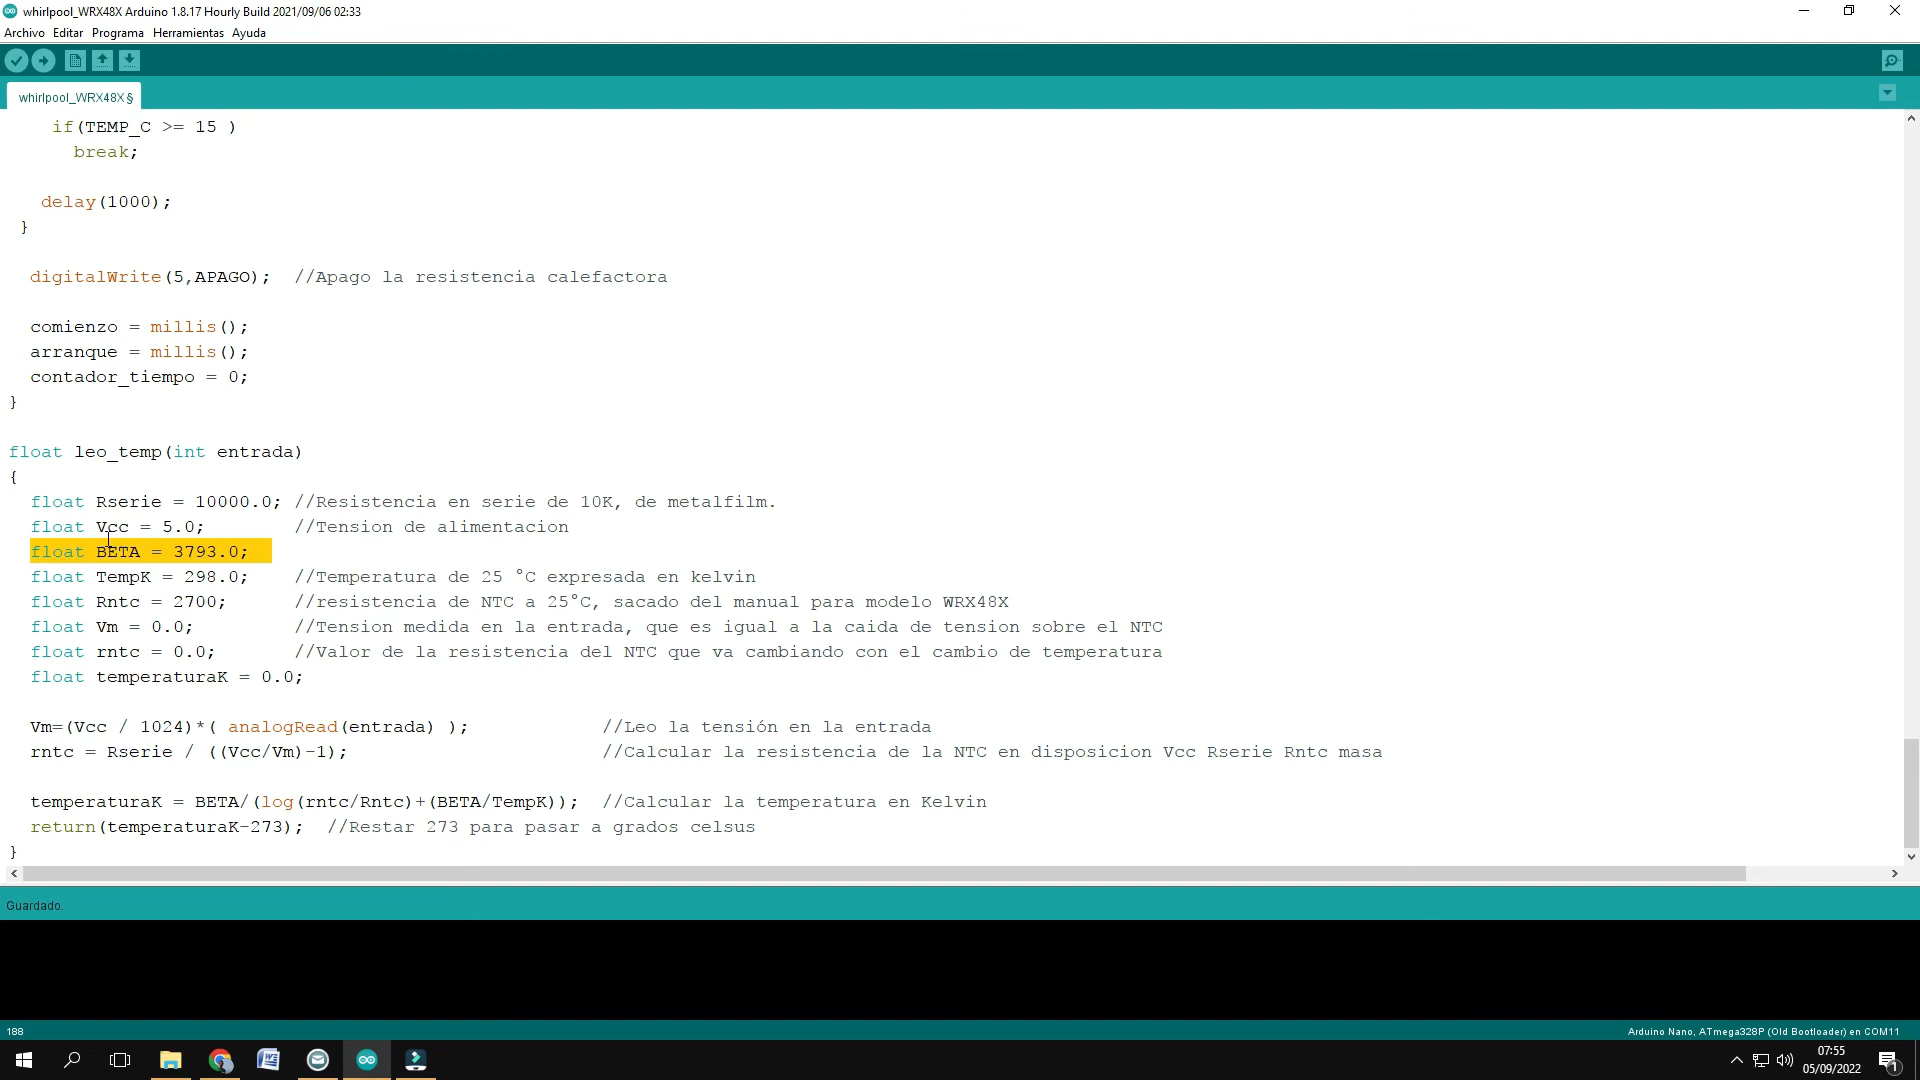 whirlpool_WRX48X Arduino 1.8.17 Hourly Build 2021/09/06 02:33
Archivo Editar Programa Herramientas Ayuda
whirlpool_WRX48X §
if(TEMP_C >= 15 )
break;
delay(1000);
}
digitalWrite(5,APAGO);  //Apago la resistencia calefactora
comienzo = millis();
arranque = millis();
contador_tiempo = 0;
}
float leo_temp(int entrada)
{
float Rserie = 10000.0; //Resistencia en serie de 10K, de metalfilm.
float Vcc = 5.0;        //Tension de alimentacion
float BETA = 3793.0;
float TempK = 298.0;    //Temperatura de 25 °C expresada en kelvin
float Rntc = 2700;      //resistencia de NTC a 25°C, sacado del manual para modelo WRX48X
float Vm = 0.0;         //Tension medida en la entrada, que es igual a la caida de tension sobre el NTC
float rntc = 0.0;       //Valor de la resistencia del NTC que va cambiando con el cambio de temperatura
float temperaturaK = 0.0;
Vm=(Vcc / 1024)*( analogRead(entrada) );            //Leo la tensión en la entrada
rntc = Rserie / ((Vcc/Vm)-1);                       //Calcular la resistencia de la NTC en disposicion Vcc Rserie Rntc masa
temperaturaK = BETA/(log(rntc/Rntc)+(BETA/TempK));  //Calcular la temperatura en Kelvin
return(temperaturaK-273);  //Restar 273 para pasar a grados celsus
}
Guardado.
188
Arduino Nano, ATmega328P (Old Bootloader) en COM11
07:55
05/09/2022
1